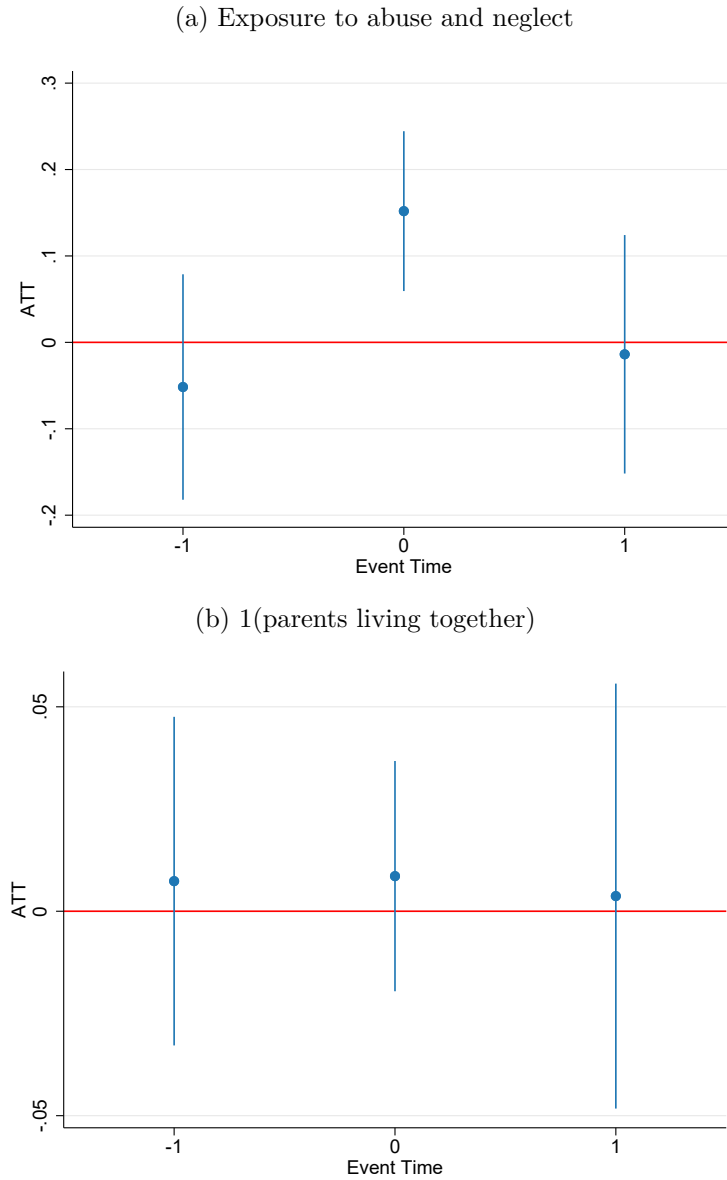 (a) Exposure to abuse and neglect
.3
.2
.1
0
-.1
-.2
ATT
-1 0 1
Event Time
(b) 1(parents living together)
.05
0
-.05
ATT
-1 0 1
Event Time